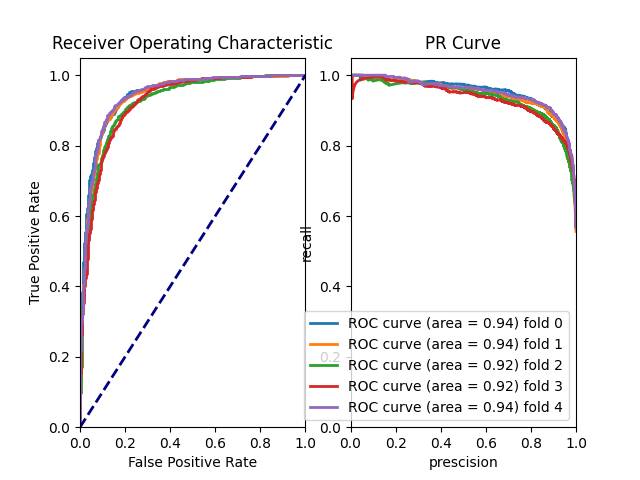 Receiver Operating Characteristic
PR Curve
1.0
0.8
0.6
0.4
0.2
0.0
True Positive Rate
0.0 0.2 0.4 0.6 0.8 1.0
False Positive Rate
1.0
0.8
0.6
0.4
0.2
0.0
recall
0.0 0.2 0.4 0.6 0.8 1.0
prescision
ROC curve (area = 0.94) fold 0
ROC curve (area = 0.94) fold 1
ROC curve (area = 0.92) fold 2
ROC curve (area = 0.92) fold 3
ROC curve (area = 0.94) fold 4